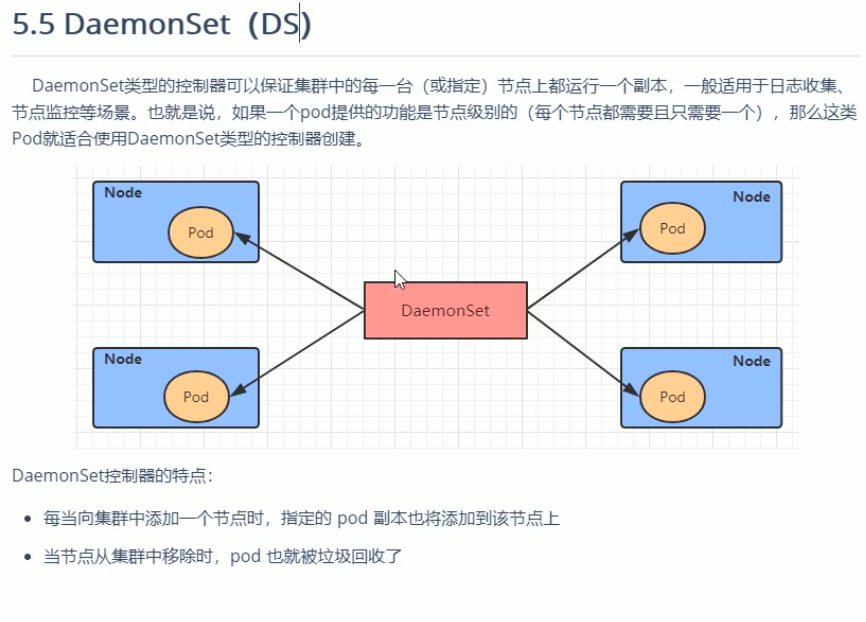 5.5 DaemonSet（DS）
DaemonSet类型的控制器可以保证集群中的每一台（或指定）节点上都运行一个副本，一般适用于日志收集、
节点监控等场景。也就是说，如果一个pod提供的功能是节点级别的（每个节点都需要且只需要一个），那么这类
Pod就适合使用DaemonSet类型的控制器创建。
Node
Pod
Node
Pod
DaemonSet
Node
Pod
Node
Pod
DaemonSet控制器的特点：
• 每当向集群中添加一个节点时，指定的 pod 副本也将添加到该节点上
• 当节点从集群中移除时，pod 也就被垃圾回收了